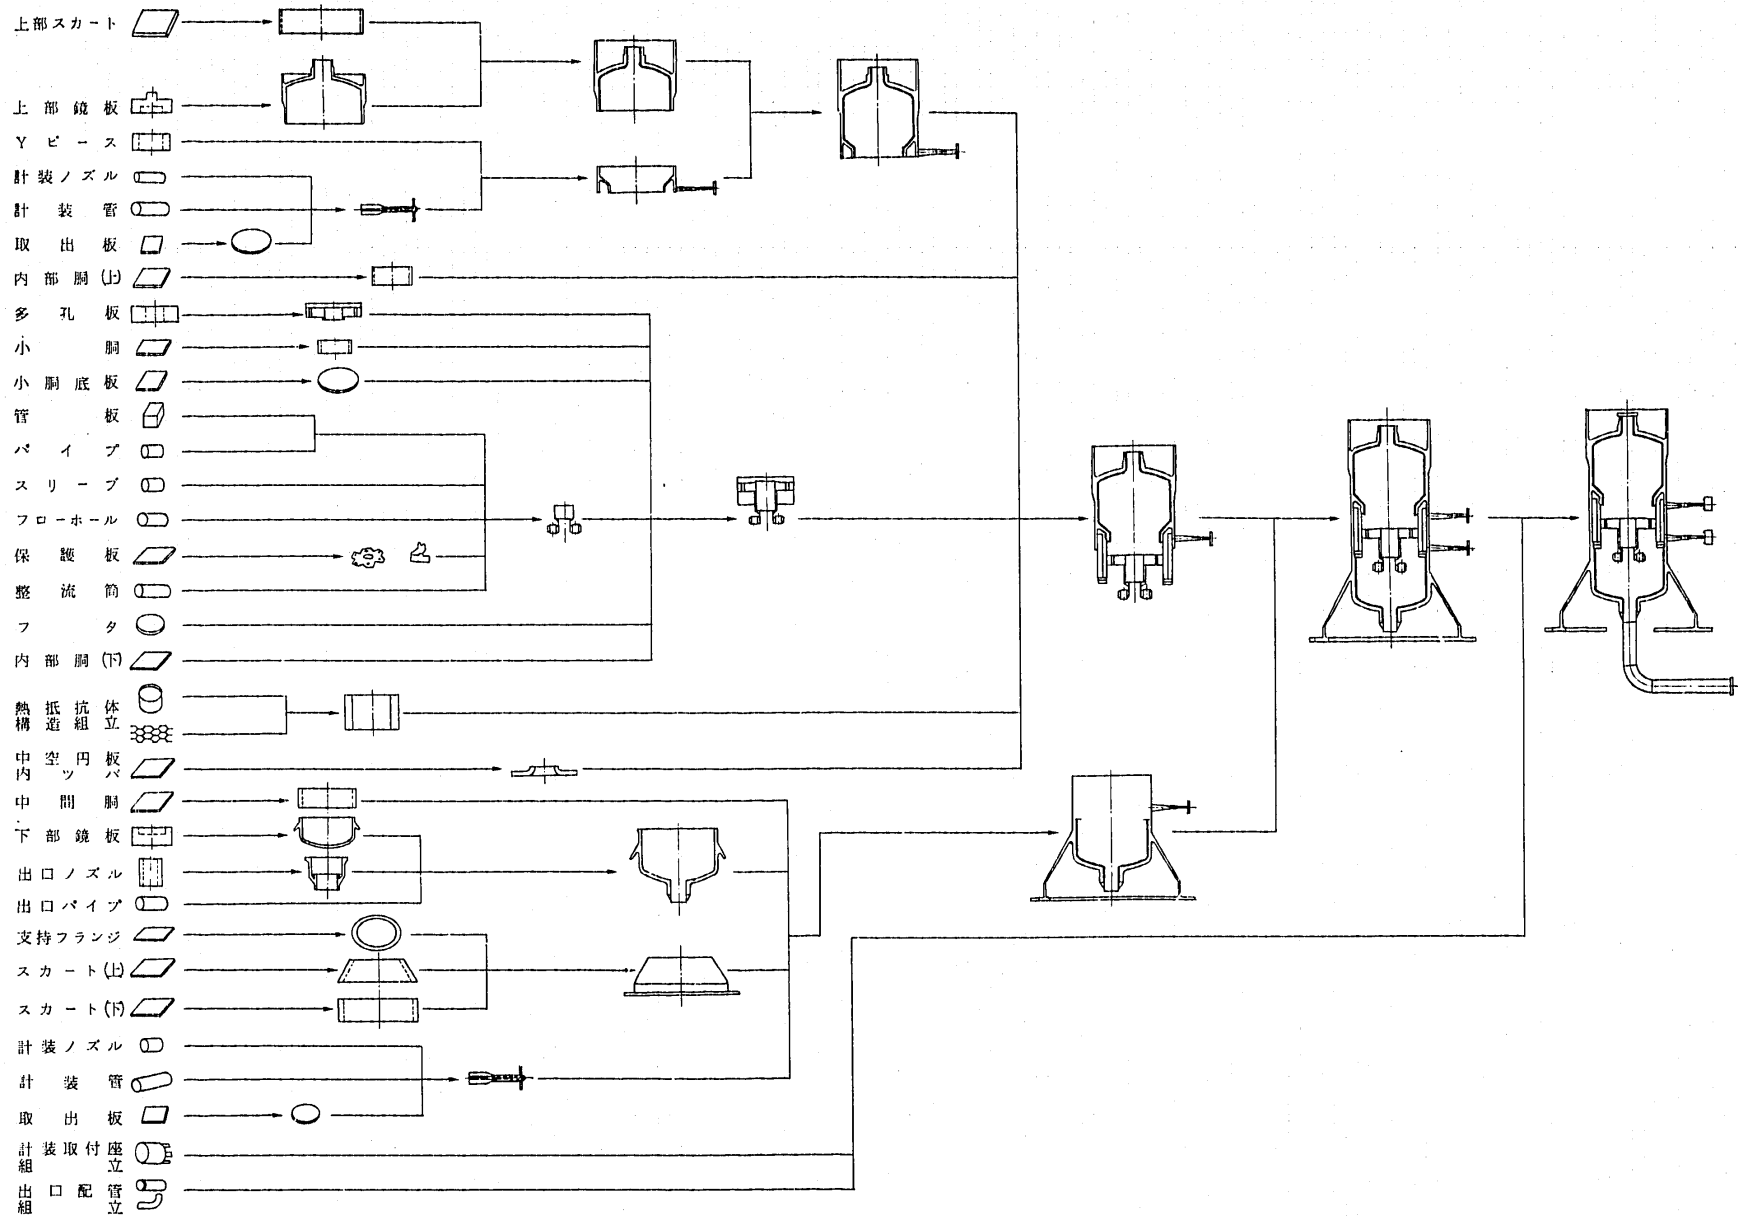 上部スカート
上部鏡板
Yピース
計装ノズル
計装管
取出板
内部胴(上)
多孔板
小胴
小胴底板
管板
パイプ
スリーブ
フローホール
保護板
整流筒
フタ
内部胴(下)
熱抵抗体
構造組立
中空円板
内ツバ
中間胴
下部鏡板
出口ノズル
出口パイプ
支持フランジ
スカート(上)
スカート(下)
計装ノズル
計装管
取出板
計装取付座
組立
出口配管
組立